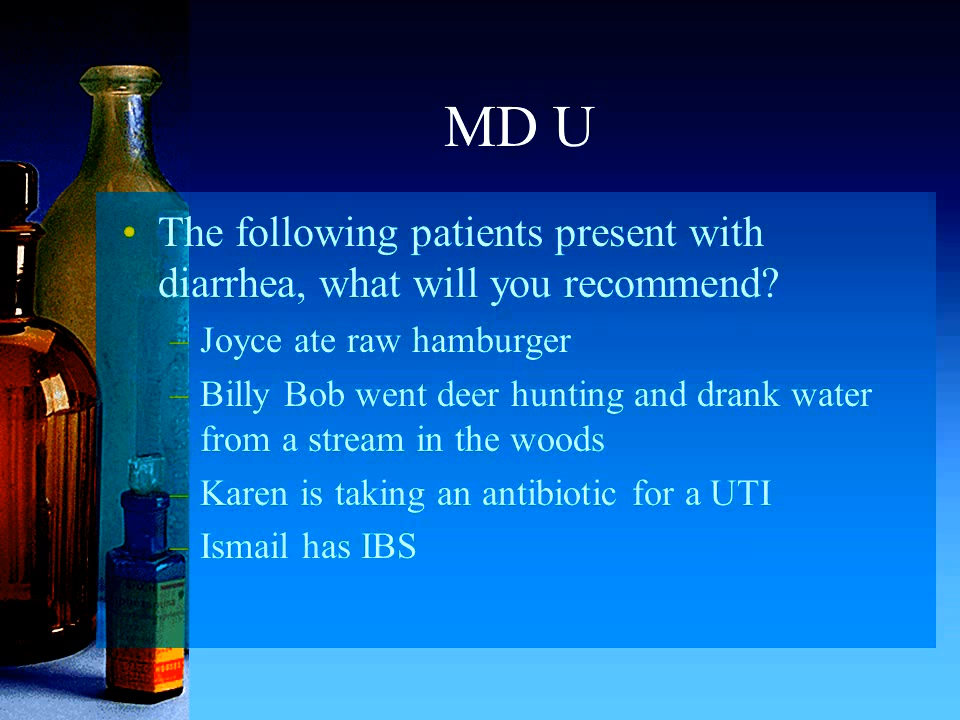 MD U
• The following patients present with
diarrhea, what will you recommend?
– Joyce ate raw hamburger
– Billy Bob went deer hunting and drank water
from a stream in the woods
– Karen is taking an antibiotic for a UTI
– Ismail has IBS